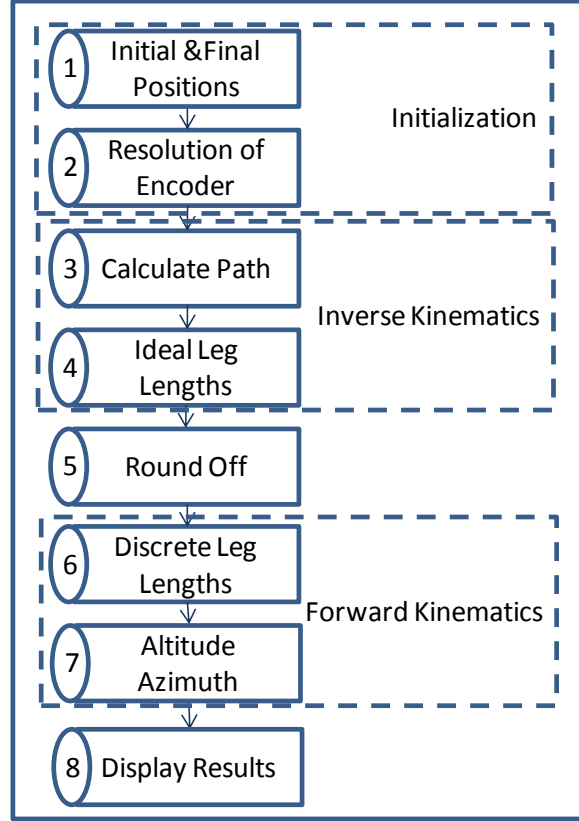 1
Initial &Final
Positions
Initialization
2
Resolution of
Encoder
3
Calculate Path
Inverse Kinematics
4
Ideal Leg
Lengths
5
Round Off
6
Discrete Leg
Lengths
Forward Kinematics
7
Altitude
Azimuth
8
Display Results